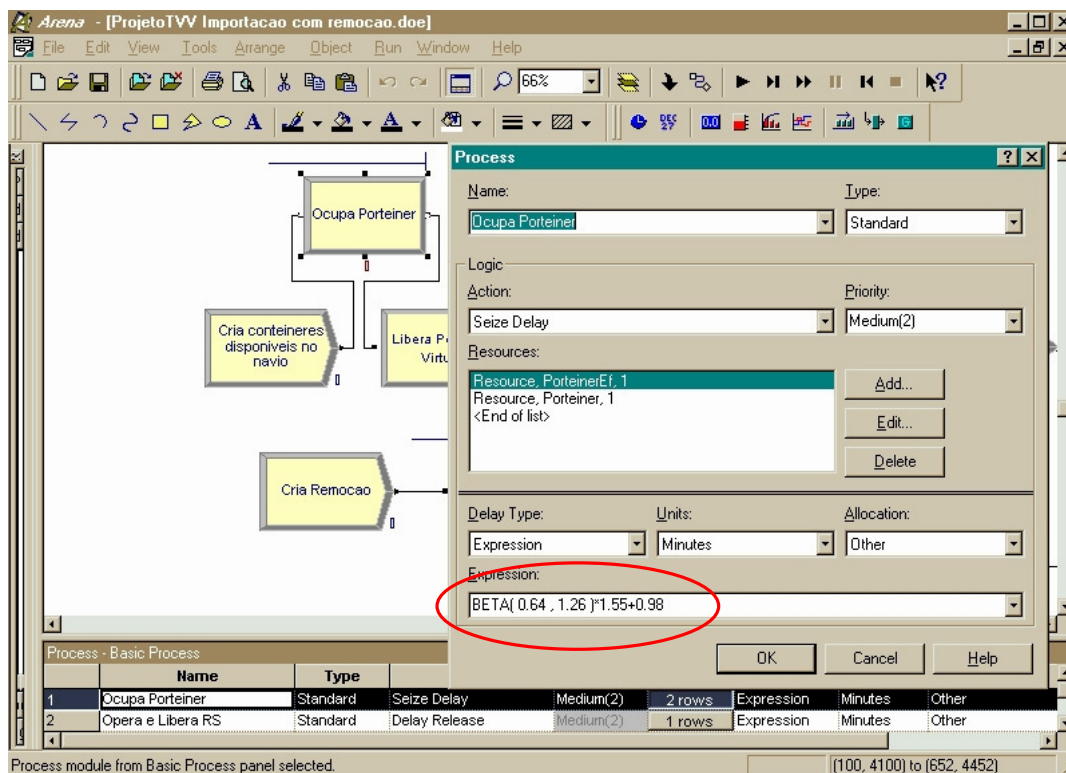 Arena - [ProjetoTVV Importacao com remocao.doe]
File Edit View Tools Arrange Object Run Window Help
66%
Process
Name:
Type:
Ocupa Porteiner
Ocupa Porteiner
Standard
Logic
Action:
Priority:
Seize Delay
Medium(2)
Cria conteineres
disponiveis no
navio
Libera P
Virtu
Resources:
Resource, PorteinerEf, 1
Resource, Porteiner, 1
<End of list>
Add...
Edit...
Delete
Cria Remocao
Delay Type:
Units:
Allocation:
Expression
Minutes
Other
Expression:
BETA( 0.64 , 1.26 )*1.55+0.98
OK
Cancel
Help
Process - Basic Process
Name Type
1 Ocupa Porteiner Standard Seize Delay Medium(2) 2 rows Expression Minutes Other
2 Opera e Libera RS Standard Delay Release Medium(2) 1 rows Expression Minutes Other
Process module from Basic Process panel selected.
(100, 4100) to (652, 4452)